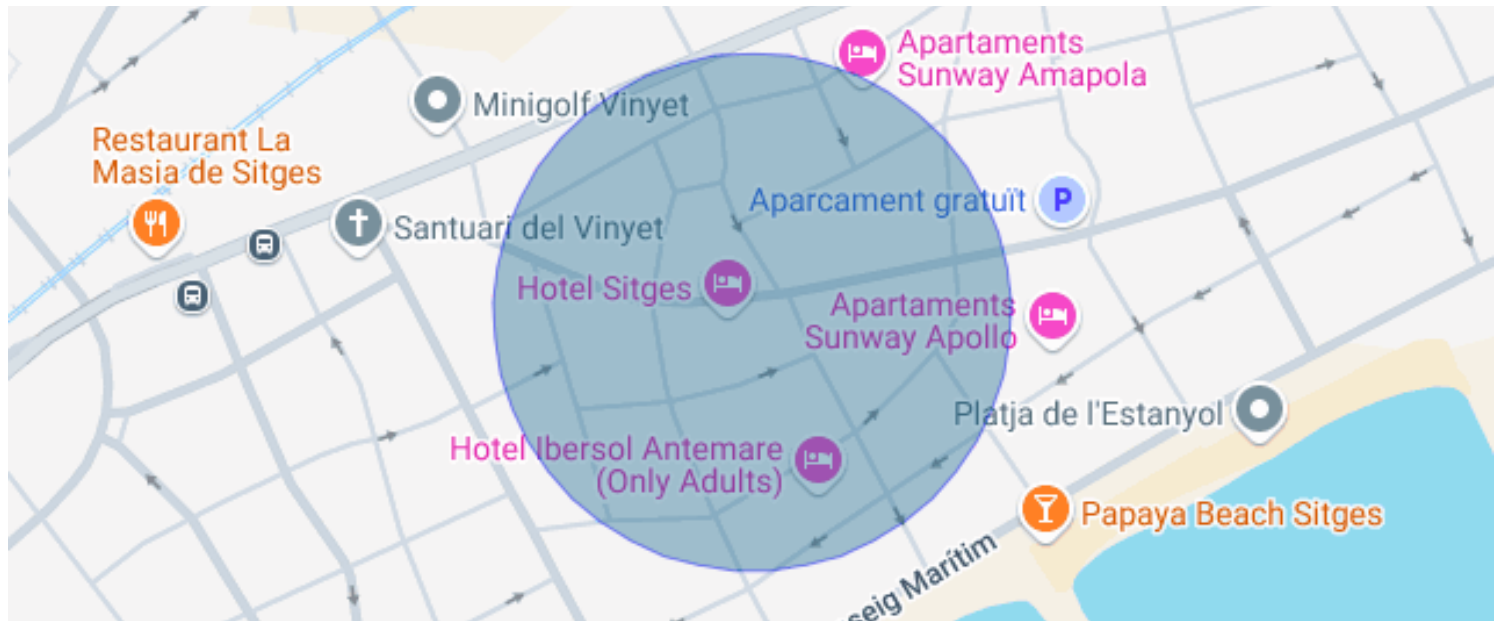 Apartaments
Sunway Amapola
Minigolf Vinyet
Restaurant La
Masia de Sitges
Aparcament gratuït
P
Santuari del Vinyet
Hotel Sitges
Apartaments
Sunway Apollo
Platja de l'Estanyol
Hotel Ibersol Antemare
(Only Adults)
Papaya Beach Sitges
seig Marítim